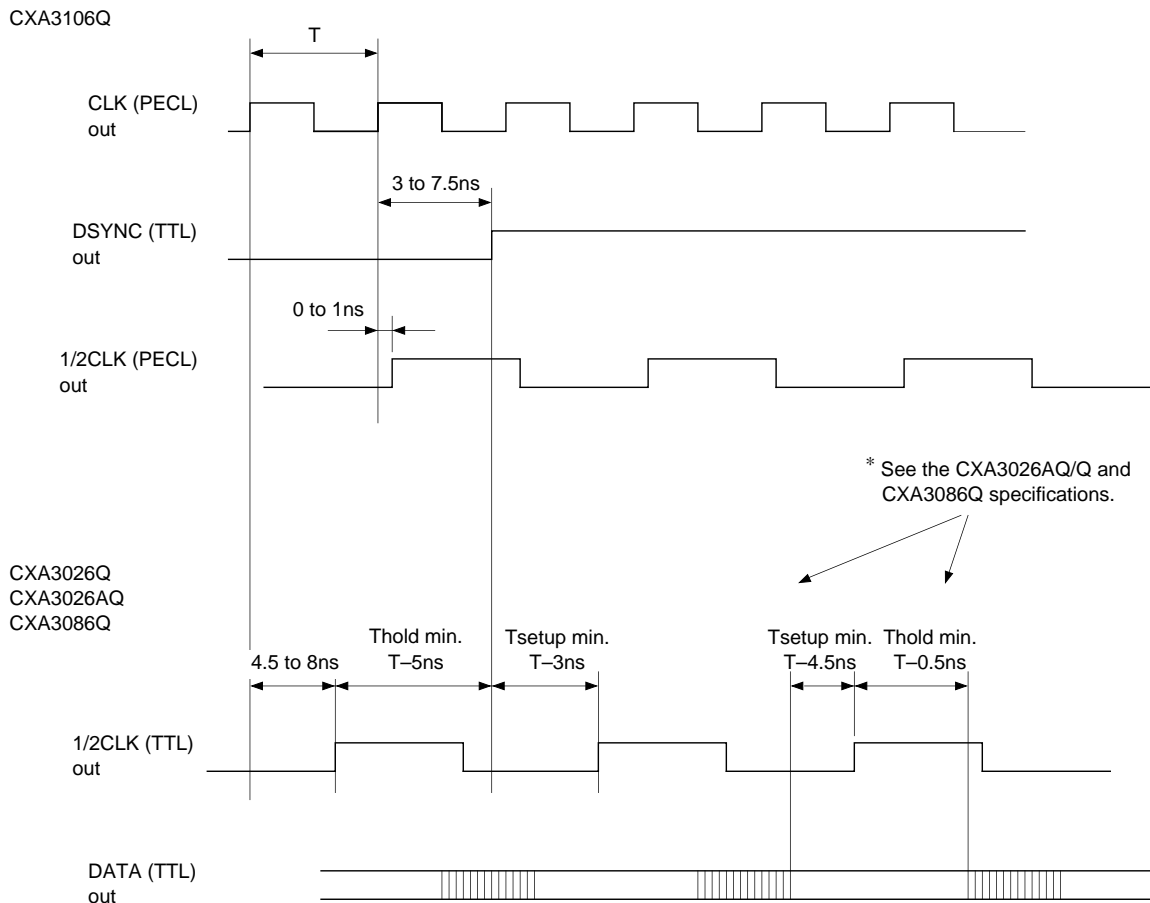 CXA3106Q
T
CLK (PECL)
out
3 to 7.5ns
DSYNC (TTL)
out
0 to 1ns
1/2CLK (PECL)
out
* See the CXA3026AQ/Q and
CXA3086Q specifications.
CXA3026Q
CXA3026AQ
CXA3086Q
4.5 to 8ns
Thold min.
T–5ns
Tsetup min.
T–3ns
Tsetup min.
T–4.5ns
Thold min.
T–0.5ns
1/2CLK (TTL)
out
DATA (TTL)
out